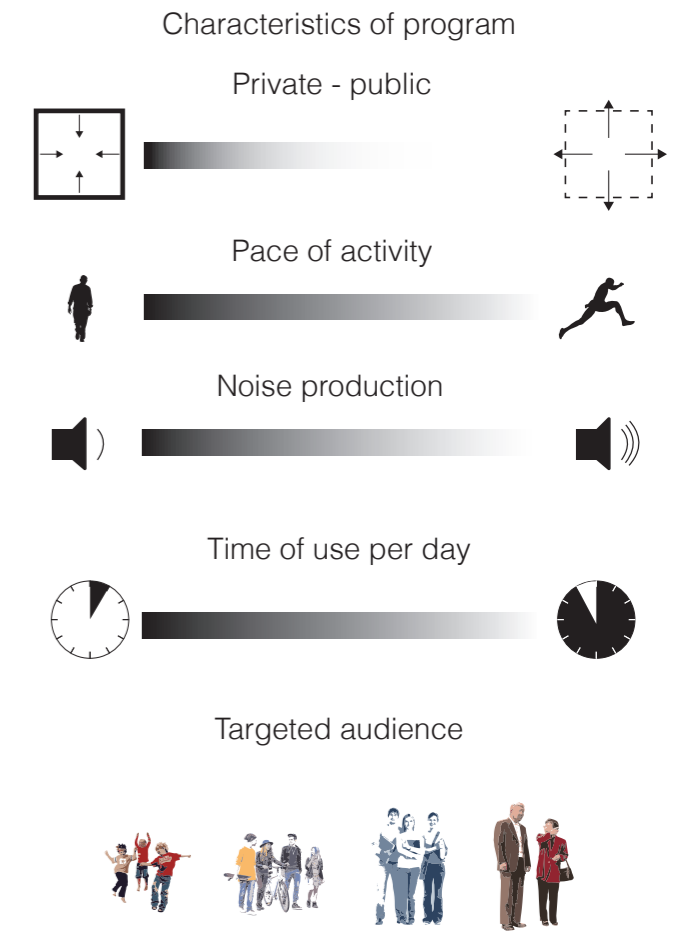 Characteristics of program
Private - public
Pace of activity
Noise production
Time of use per day
Targeted audience